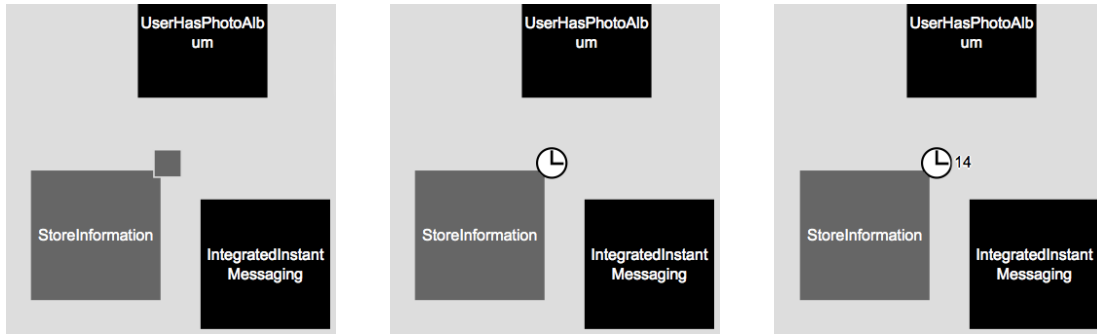 UserHasPhotoAlb
um
StoreInformation
IntegratedInstant
Messaging
UserHasPhotoAlb
um
StoreInformation
IntegratedInstant
Messaging
UserHasPhotoAlb
um
14
StoreInformation
IntegratedInstant
Messaging